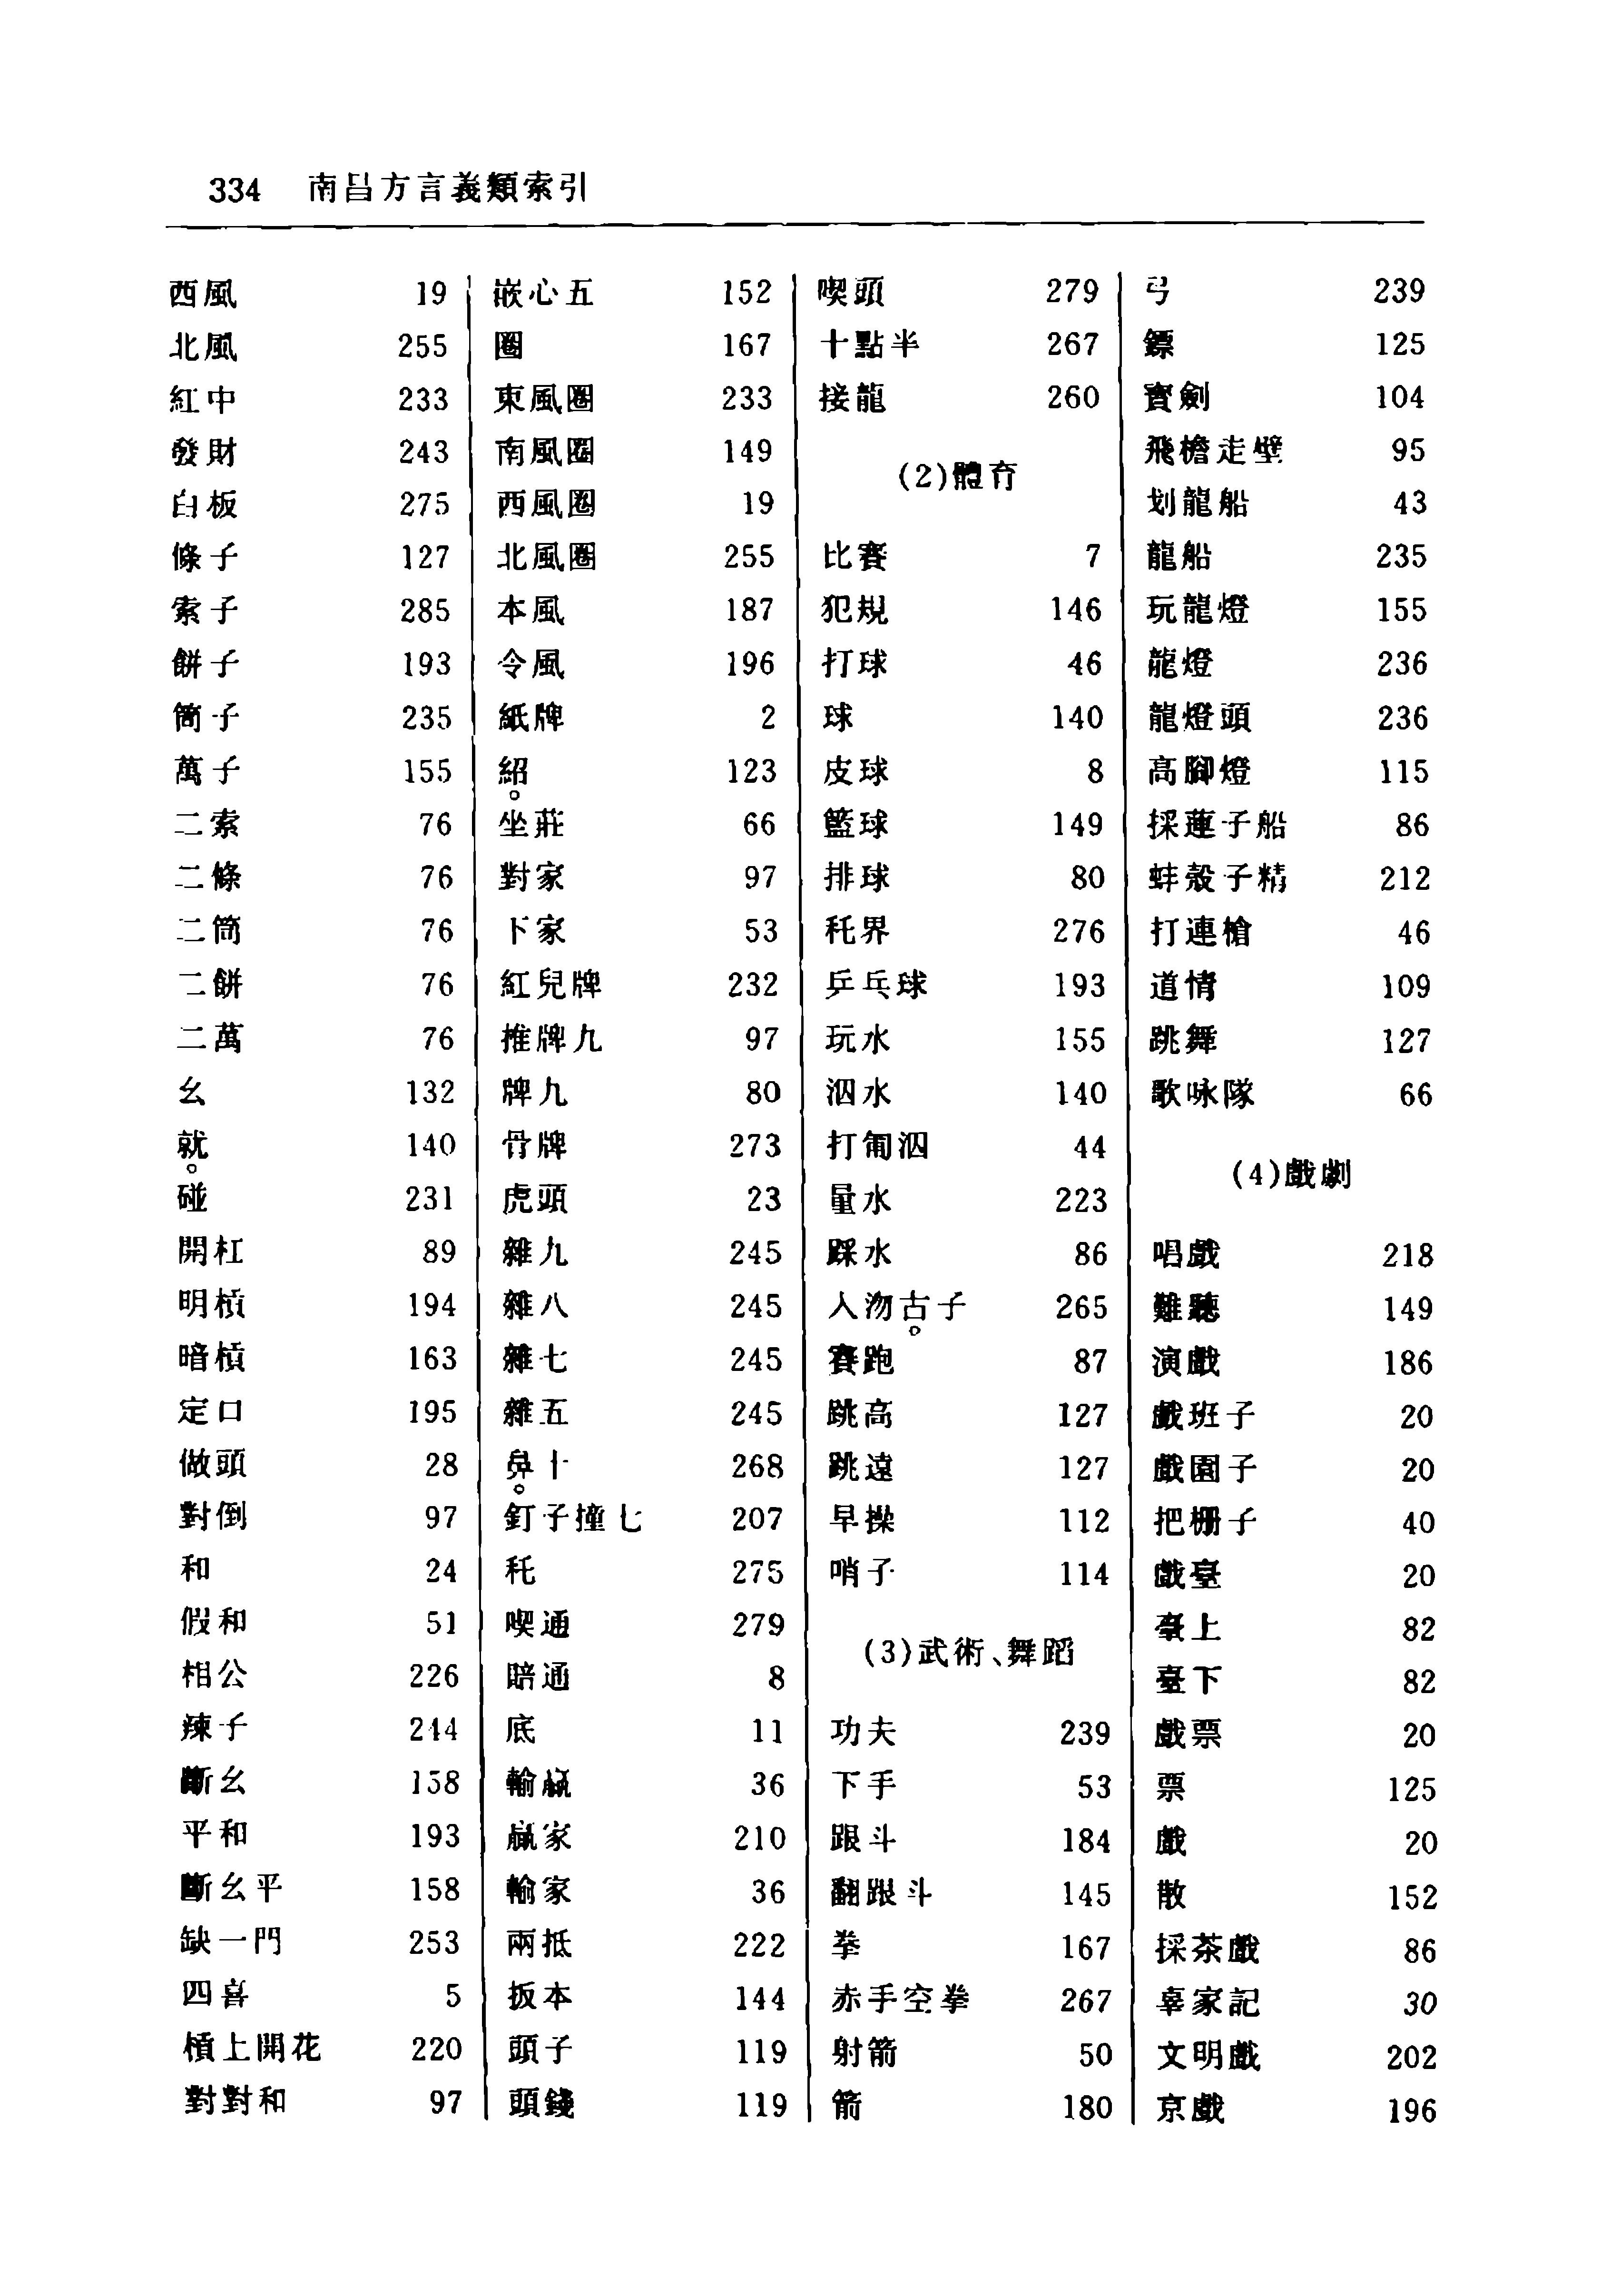 334 南昌方言義類索引
西風 19
北風 255
紅中 233
發財 243
白板 275
條子 127
索子 285
餅子 193
筒子 235
萬子 155
二索 76
二條 76
二筒 76
二餅 76
二萬 76
幺 132
就。 140
碰 231
開杠 89
明槓 194
暗槓 163
定口 195
做頭 28
對倒 97
和 24
假和 51
相公 226
辣子 244
斷幺 158
平和 193
斷幺平 158
缺一門 253
四喜 5
槓上開花 220
對對和 97
嵌心五 152
圈 167
東風圈 233
南風圈 149
西風圈 19
北風圈 255
本風 187
令風 196
紙牌 2
紹。 123
坐莊 66
對家 97
下家 53
紅兒牌 232
推牌九 97
牌九 80
骨牌 273
虎頭 23
雜九 245
雜八 245
雜七 245
雜五 245
鼻。十 268
釘子撞七 207
秅 275
喫通 279
賠通 8
底 11
輸贏 36
贏家 210
輸家 36
兩抵 222
扳本 144
頭子 119
頭錢 119
喫頭 279
十點半 267
接龍 260
(2)體育
比賽 7
犯規 146
打球 46
球 140
皮球 8
籃球 149
排球 80
秅界 276
乒乓球 193
玩水 155
泅水 140
打匍泅 44
量水 223
踩水 86
人沕古。子 265
賽跑 87
跳高 127
跳遠 127
早操 112
哨子 114
(3)武術、舞蹈
功夫 239
下手 53
跟斗 184
翻跟斗 145
拳 167
赤手空拳 267
射箭 50
箭 180
弓 239
鏢 125
寶劍 104
飛檐走壁 95
划龍船 43
龍船 235
玩龍燈 155
龍燈 236
龍燈頭 236
高腳燈 115
採蓮子船 86
蚌殼子精 212
打連槍 46
道情 109
跳舞 127
歌咏隊 66
(4)戲劇
唱戲 218
難聽 149
演戲 186
戲班子 20
戲園子 20
把柵子 40
戲臺 20
臺上 82
臺下 82
戲票 20
票 125
戲 20
散 152
採茶戲 86
辜家記 30
文明戲 202
京戲 196